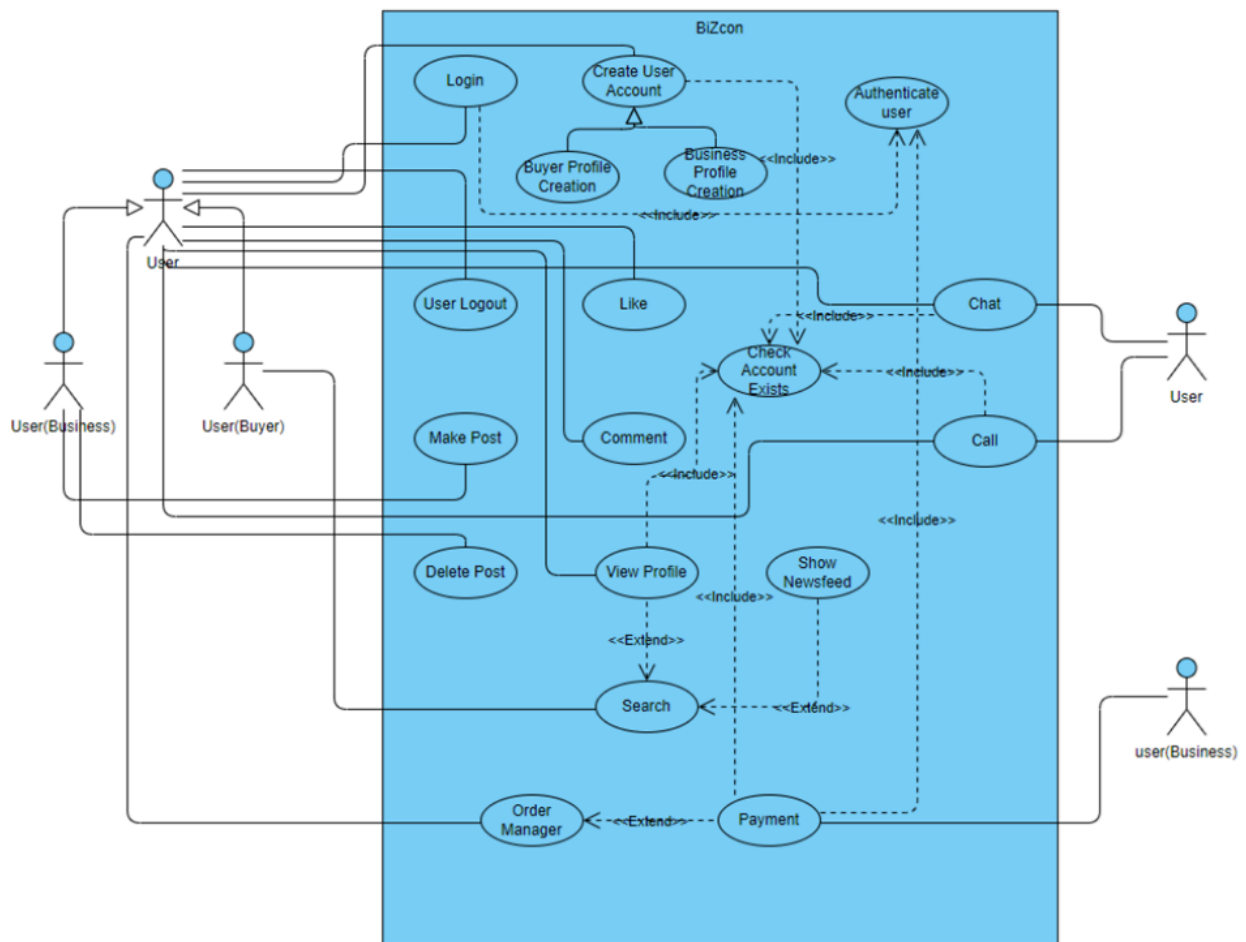 BiZcon
Login
Create User
Account
Authenticate
user
Buyer Profile
Creation
Business
Profile
Creation
<<Include>>
<<Include>>
User
User Logout
Like
Chat
<<Include>>
Check
Account
Exists
<<Include>>
User
User(Business)
User(Buyer)
Make Post
Comment
Call
<<Include>>
<<Include>>
Delete Post
View Profile
Show
Newsfeed
<<Include>>
<<Extend>>
Search
<<Extend>>
user(Business)
Order
Manager
<<Extend>>
Payment